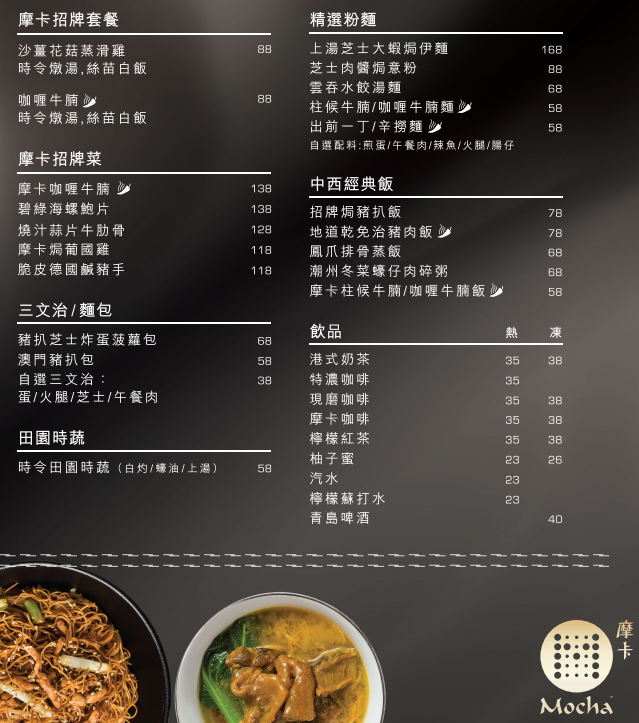 摩卡招牌套餐
沙薑花菇蒸滑雞 88
時令燉湯,絲苗白飯
咖喱牛腩 88
時令燉湯,絲苗白飯
摩卡招牌菜
摩卡咖喱牛腩 138
碧綠海螺鮑片 138
燒汁蒜片牛肋骨 128
摩卡焗葡國雞 118
脆皮德國鹹豬手 118
三文治/麵包
豬扒芝士炸蛋菠蘿包 68
澳門豬扒包 58
自選三文治： 38
蛋/火腿/芝士/午餐肉
田園時蔬
時令田園時蔬（白灼/蠔油/上湯） 58
精選粉麵
上湯芝士大蝦焗伊麵 168
芝士肉醬焗意粉 88
雲吞水餃湯麵 68
柱候牛腩/咖喱牛腩麵 58
出前一丁/辛撈麵 58
自選配料:煎蛋/午餐肉/辣魚/火腿/腸仔
中西經典飯
招牌焗豬扒飯 78
地道乾免治豬肉飯 78
鳳爪排骨蒸飯 68
潮州冬菜蠔仔肉碎粥 68
摩卡柱候牛腩/咖喱牛腩飯 58
飲品 熱 凍
港式奶茶 35 38
特濃咖啡 35
現磨咖啡 35 38
摩卡咖啡 35 38
檸檬紅茶 35 38
柚子蜜 23 26
汽水 23
檸檬蘇打水 23
青島啤酒 40
摩卡
Mocha